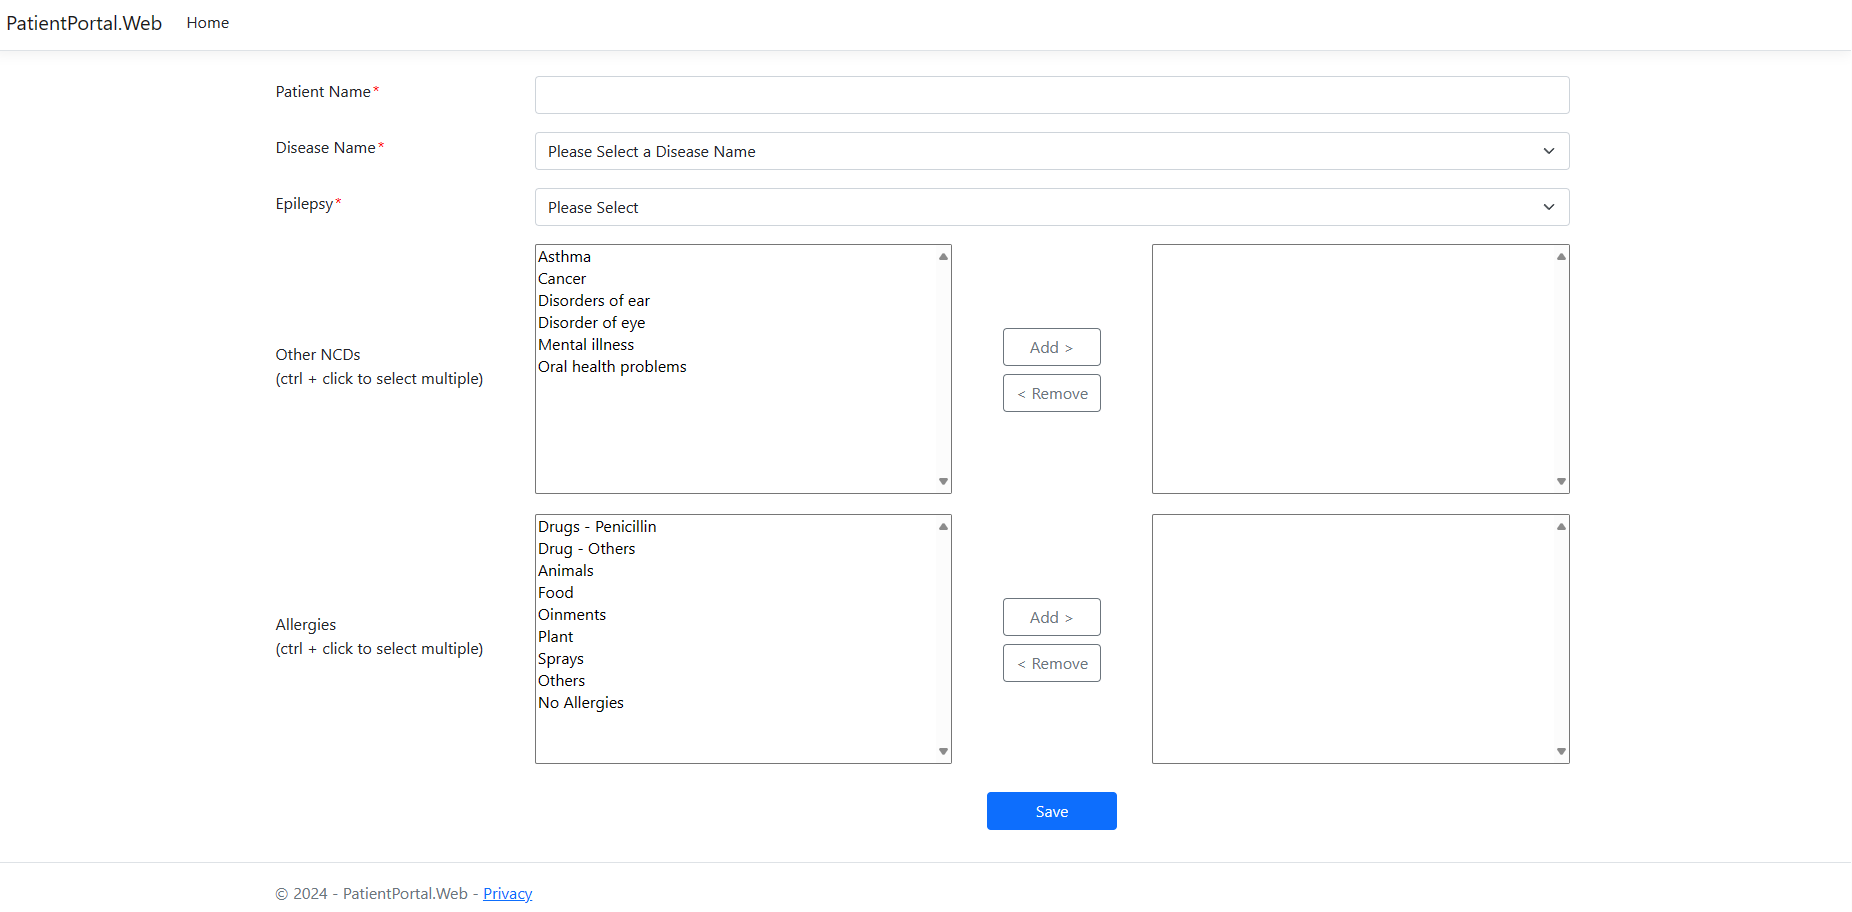 PatientPortal.Web Home
Patient Name*
Disease Name* Please Select a Disease Name
Epilepsy* Please Select
Other NCDs
(ctrl + click to select multiple)
Asthma
Cancer
Disorders of ear
Disorder of eye
Mental illness
Oral health problems
Add >
< Remove
Allergies
(ctrl + click to select multiple)
Drugs - Penicillin
Drug - Others
Animals
Food
Oinments
Plant
Sprays
Others
No Allergies
Add >
< Remove
Save
© 2024 - PatientPortal.Web - Privacy